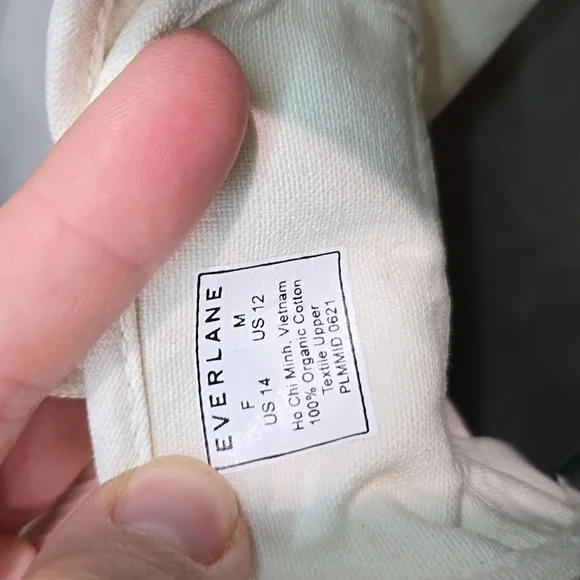 EVERLANE
F M
US 14 US 12
Ho Chi Minh, Vietnam
100% Organic Cotton
Textile Upper
PLMMID 0621